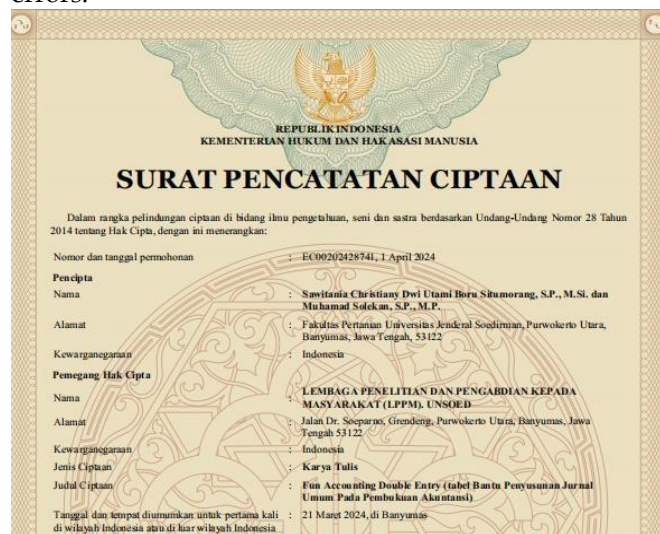 errors.
REPUBLIK INDONESIA
KEMENTERIAN HUKUM DAN HAK ASASI MANUSIA
SURAT PENCATATAN CIPTAAN
Dalam rangka pelindungan ciptaan di bidang ilmu pengetahuan, seni dan sastra berdasarkan Undang-Undang Nomor 28 Tahun
2014 tentang Hak Cipta, dengan ini menerangkan:
Nomor dan tanggal permohonan : EC00202428741, 1 April 2024
Pencipta
Nama : Sawitania Christiany Dwi Utami Boru Situmorang, S.P., M.Si. dan
Muhamad Solekan, S.P., M.P.
Alamat : Fakultas Pertanian Universitas Jenderal Soedirman, Purwokerto Utara,
Banyumas, Jawa Tengah, 53122
Kewarganegaraan : Indonesia
Pemegang Hak Cipta
Nama : LEMBAGA PENELITIAN DAN PENGABDIAN KEPADA
MASYARAKAT (LPPM). UNSOED
Alamat : Jalan Dr. Soeparno, Grendeng, Purwokerto Utara, Banyumas, Jawa
Tengah 53122
Kewarganegaraan : Indonesia
Jenis Ciptaan : Karya Tulis
Judul Ciptaan : Fun Accounting Double Entry (tabel Bantu Penyusunan Jurnal
Umum Pada Pembukuan Akuntansi)
Tanggal dan tempat diumumkan untuk pertama kali : 21 Maret 2024, di Banyumas
di wilayah Indonesia atau di luar wilayah Indonesia